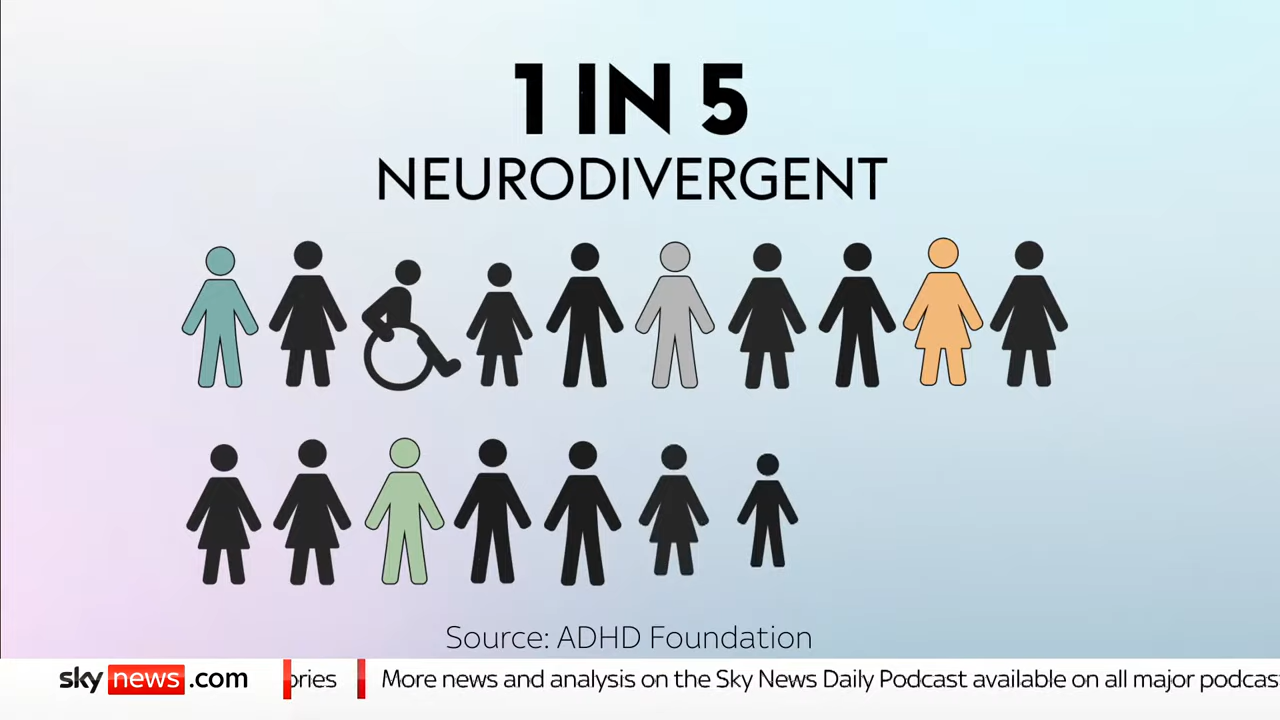 1 IN 5
NEURODIVERGENT
Source: ADHD Foundation
sky news .com
ories
More news and analysis on the Sky News Daily Podcast available on all major podcas